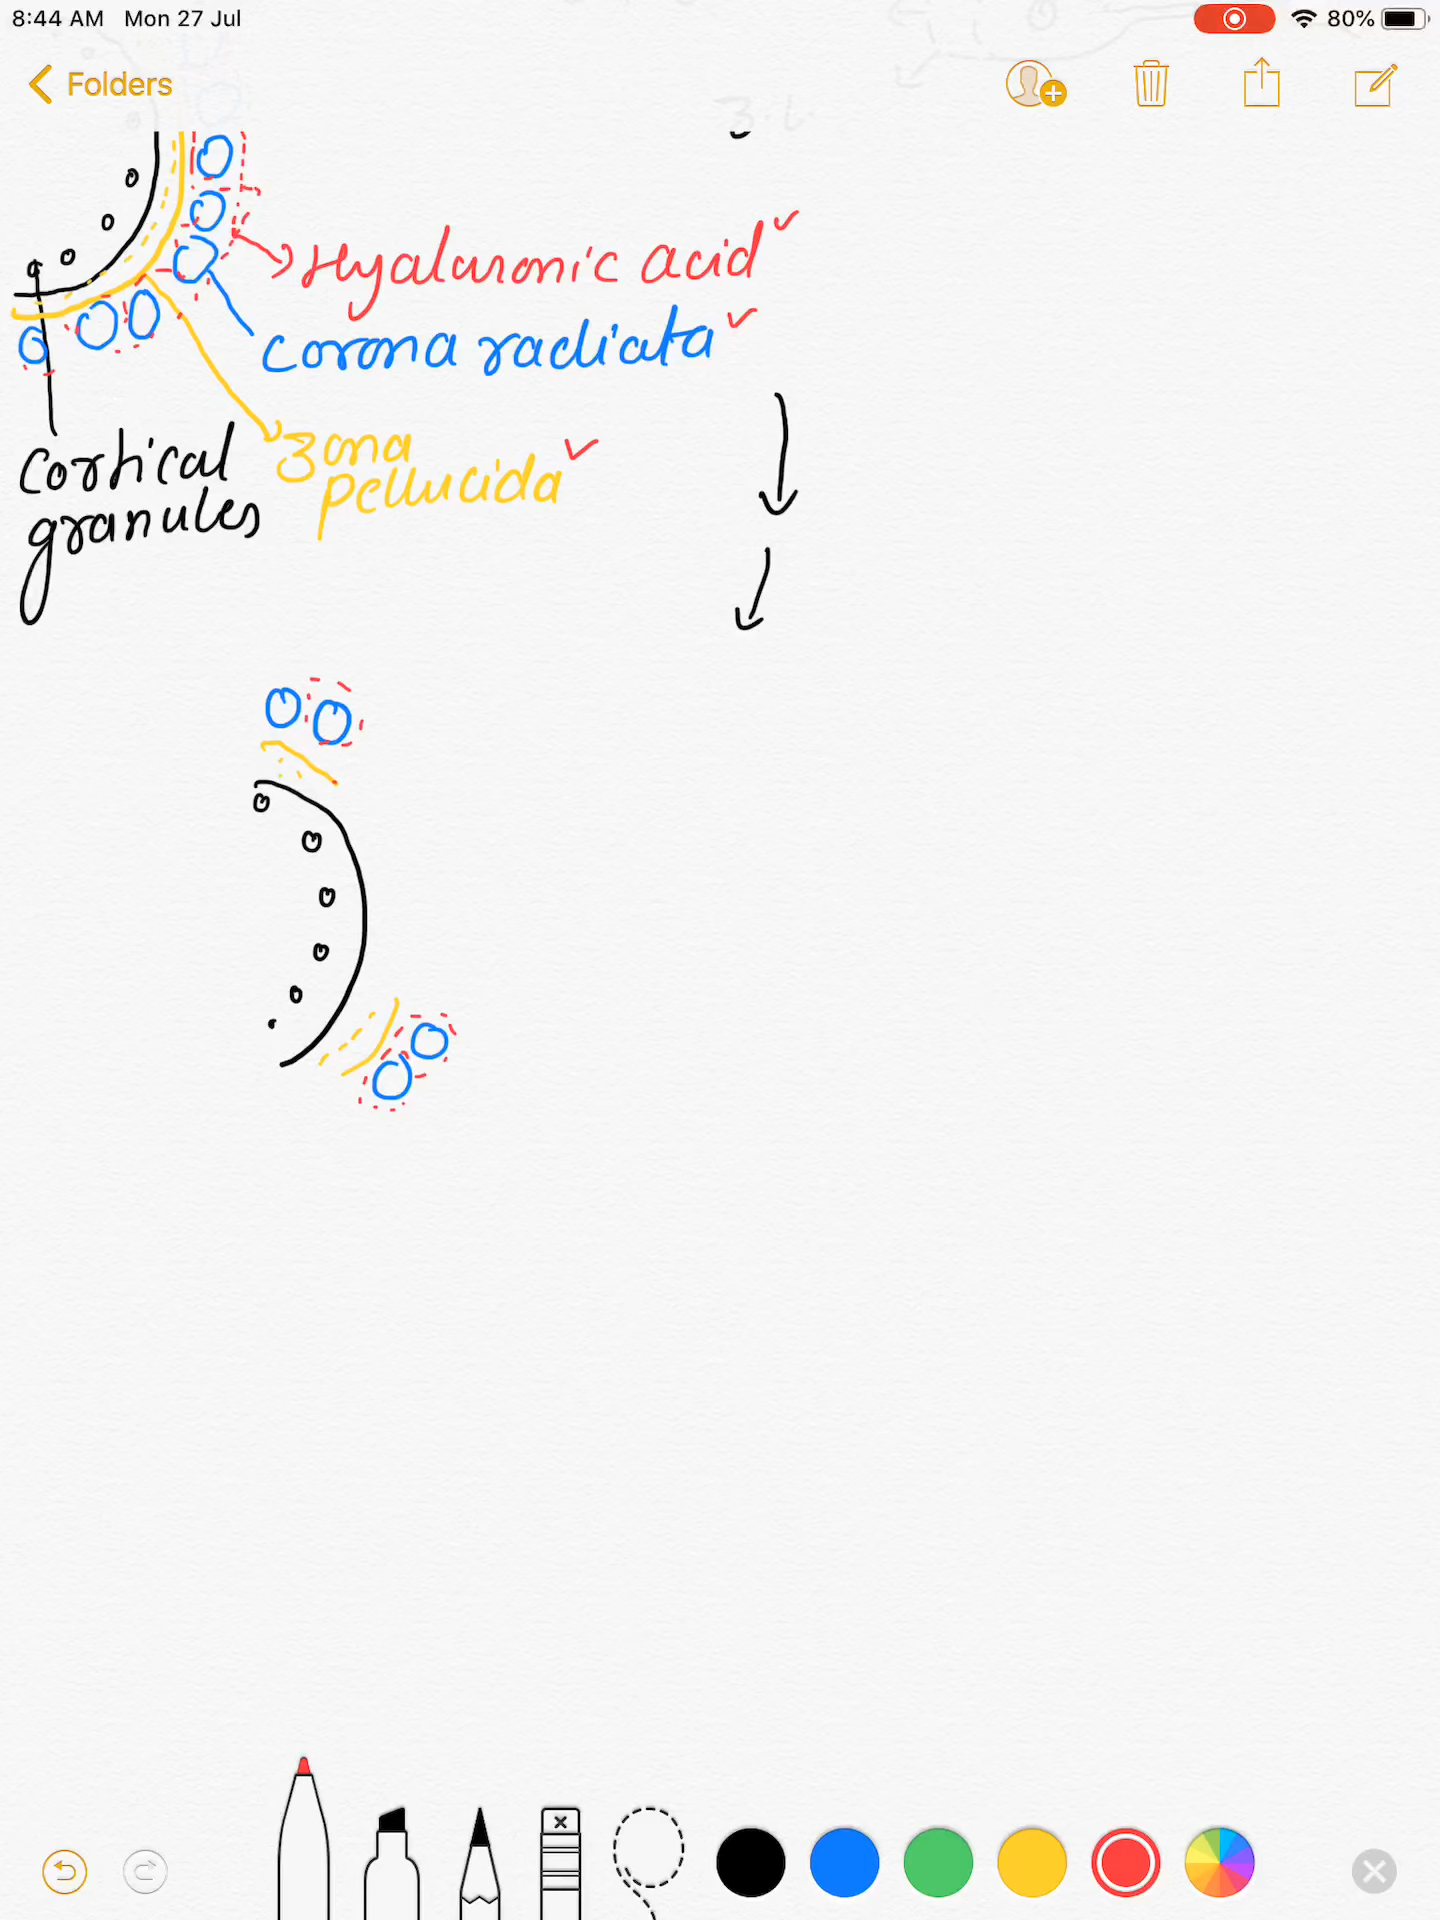 8:44 AM Mon 27 Jul
80%
Folders
Hyaluronic acid
corona radiata
Cortical
granules
Zona
pellucida